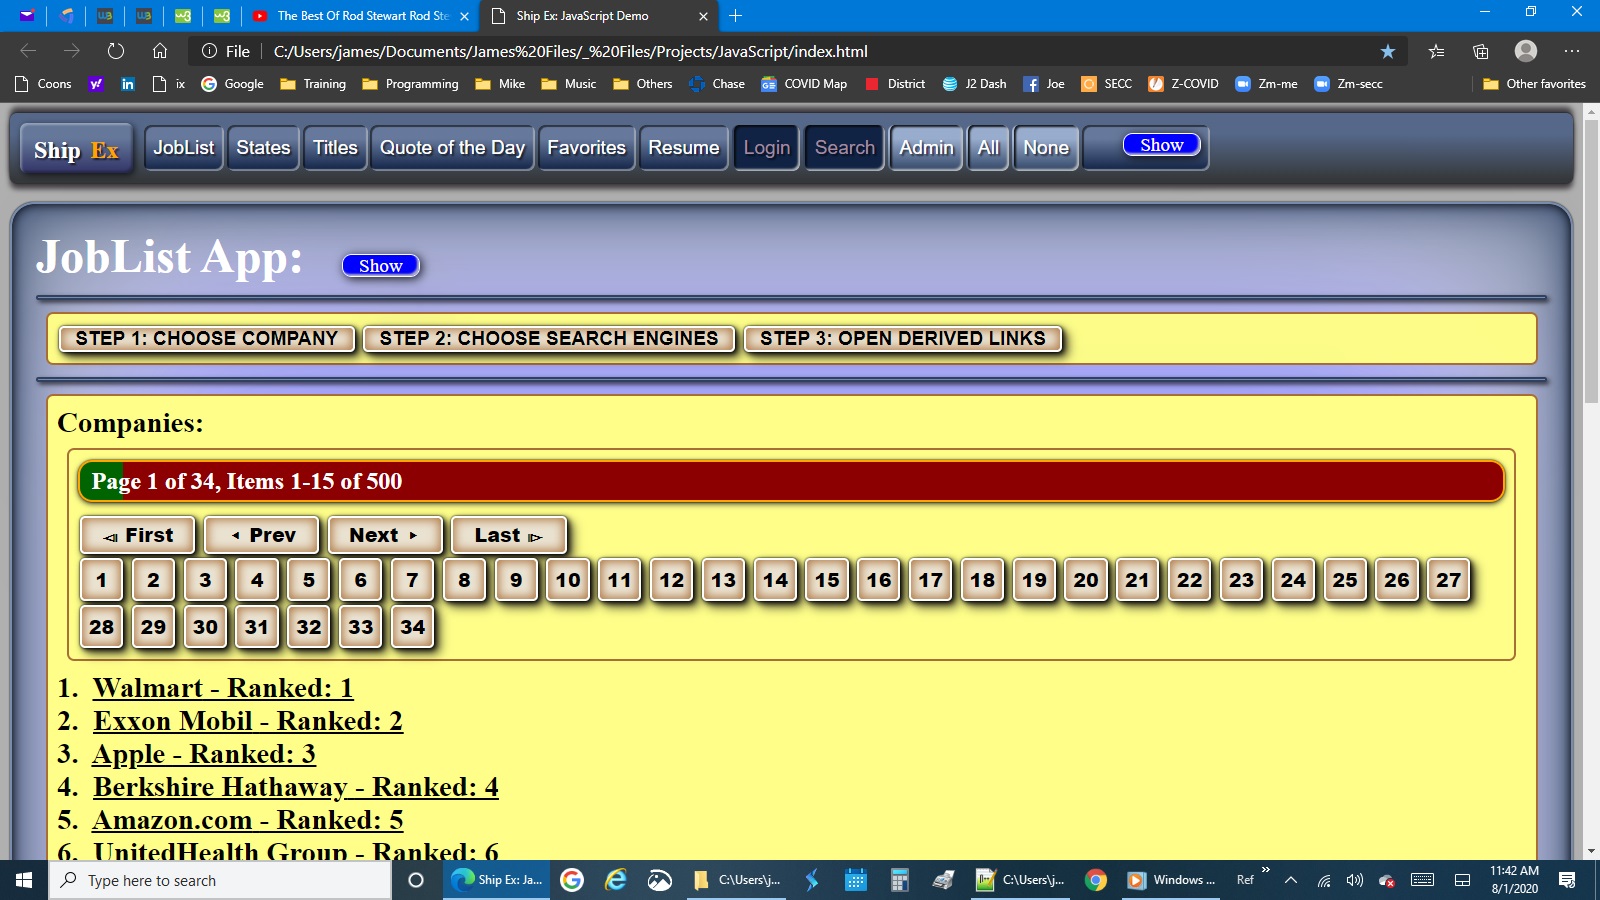 The Best Of Rod Stewart Rod Ste
Ship Ex: JavaScript Demo
File
C:/Users/james/Documents/James%20Files/_%20Files/Projects/JavaScript/index.html
Coons
in
ix
Google
Training
Programming
Mike
Music
Others
Chase
COVID Map
District
J2 Dash
Joe
SECC
Z-COVID
Zm-me
Zm-secc
Other favorites
Ship Ex
JobList
States
Titles
Quote of the Day
Favorites
Resume
Login
Search
Admin
All
None
Show
JobList App:
Show
STEP 1: CHOOSE COMPANY
STEP 2: CHOOSE SEARCH ENGINES
STEP 3: OPEN DERIVED LINKS
Companies:
Page 1 of 34, Items 1-15 of 500
First
Prev
Next
Last
1 2 3 4 5 6 7 8 9 10 11 12 13 14 15 16 17 18 19 20 21 22 23 24 25 26 27
28 29 30 31 32 33 34
1. Walmart - Ranked: 1
2. Exxon Mobil - Ranked: 2
3. Apple - Ranked: 3
4. Berkshire Hathaway - Ranked: 4
5. Amazon.com - Ranked: 5
6. UnitedHealth Group - Ranked: 6
Type here to search
Ship Ex: Ja...
C:\Users\j...
C:\Users\j...
Windows ...
Ref
11:42 AM
8/1/2020